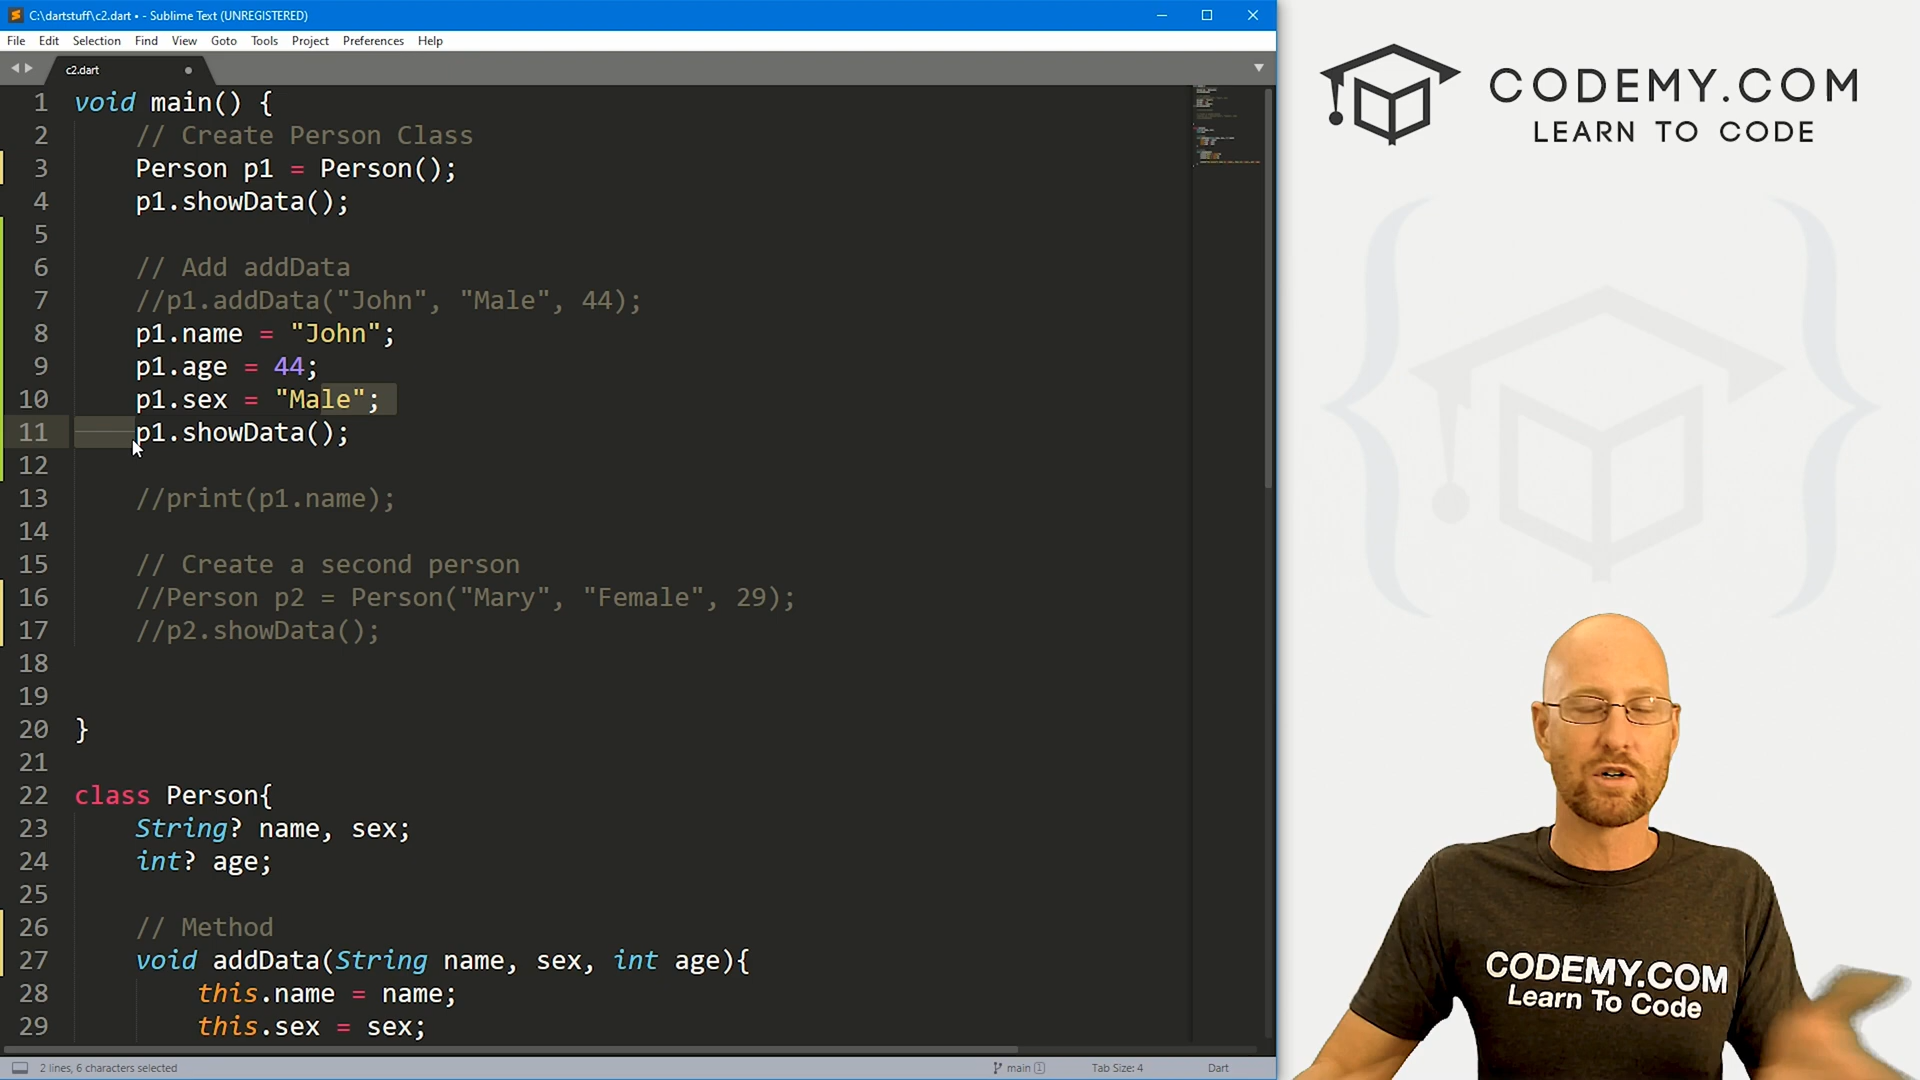 C:\dartstuff\c2.dart • - Sublime Text (UNREGISTERED)
File Edit Selection Find View Goto Tools Project Preferences Help
c2.dart
1 void main() {
2 // Create Person Class
3 Person p1 = Person();
4 p1.showData();
5
6 // Add addData
7 //p1.addData("John", "Male", 44);
8 p1.name = "John";
9 p1.age = 44;
10 p1.sex = "Male";
11 p1.showData();
12
13 //print(p1.name);
14
15 // Create a second person
16 //Person p2 = Person("Mary", "Female", 29);
17 //p2.showData();
18
19
20 }
21
22 class Person{
23 String? name, sex;
24 int? age;
25
26 // Method
27 void addData(String name, sex, int age){
28 this.name = name;
29 this.sex = sex;
2 lines, 6 characters selected
main 1
Tab Size: 4
Dart
CODEMY.COM
LEARN TO CODE
CODEMY.COM
Learn To Code